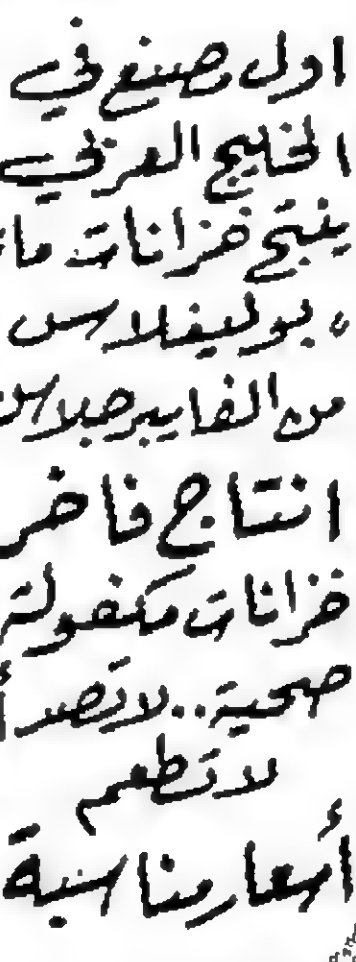 اول مصنع في
الخليج العربي
ينتج خزانات ماء
بوليفلاس
من الفايبرجلاس
انتاج فاخر
خزانات مكفولة
صحية.. لا تصدأ
لا تطعم
أسعار مناسبة